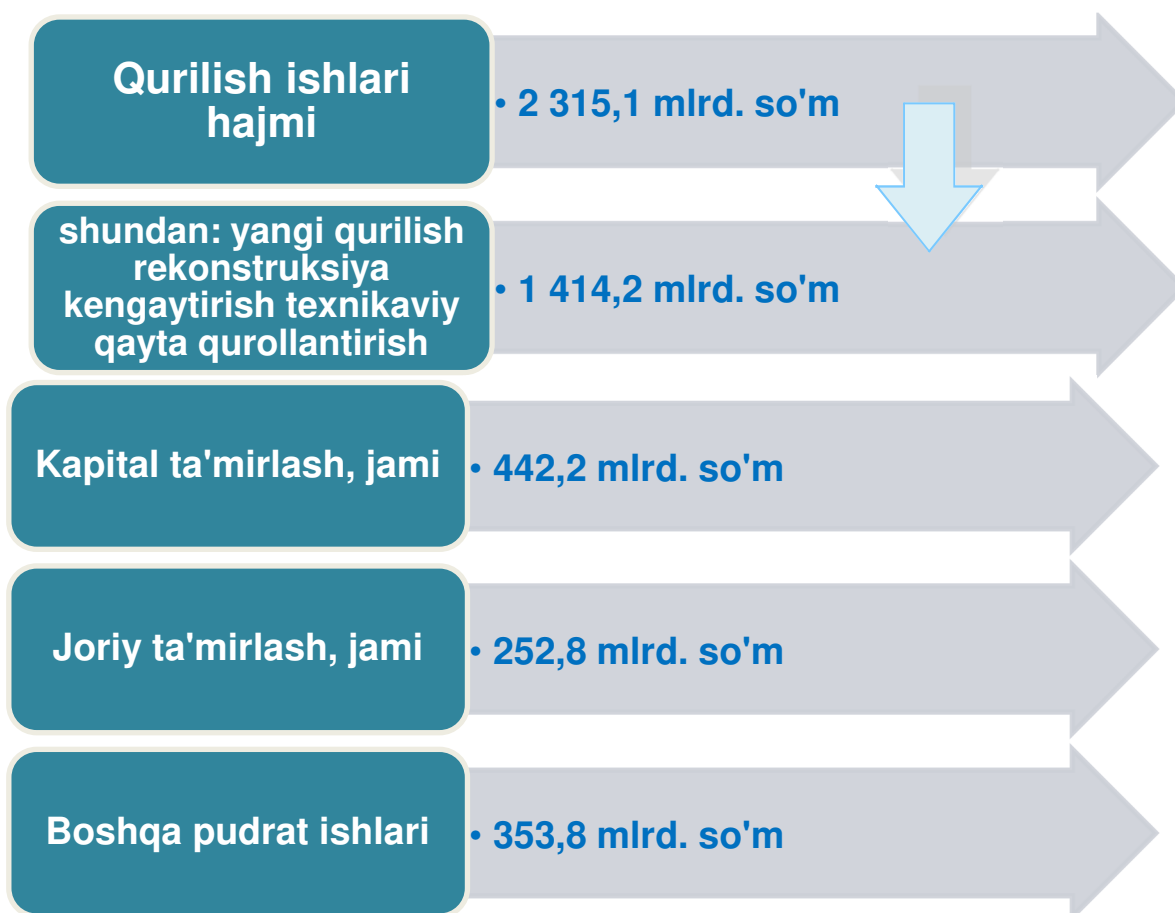 Qurilish ishlari
hajmi
• 2 315,1 mlrd. so'm
shundan: yangi qurilish
rekonstruksiya
kengaytirish texnikaviy
qayta qurollantirish
• 1 414,2 mlrd. so'm
Kapital ta'mirlash, jami
• 442,2 mlrd. so'm
Joriy ta'mirlash, jami
• 252,8 mlrd. so'm
Boshqa pudrat ishlari
• 353,8 mlrd. so'm